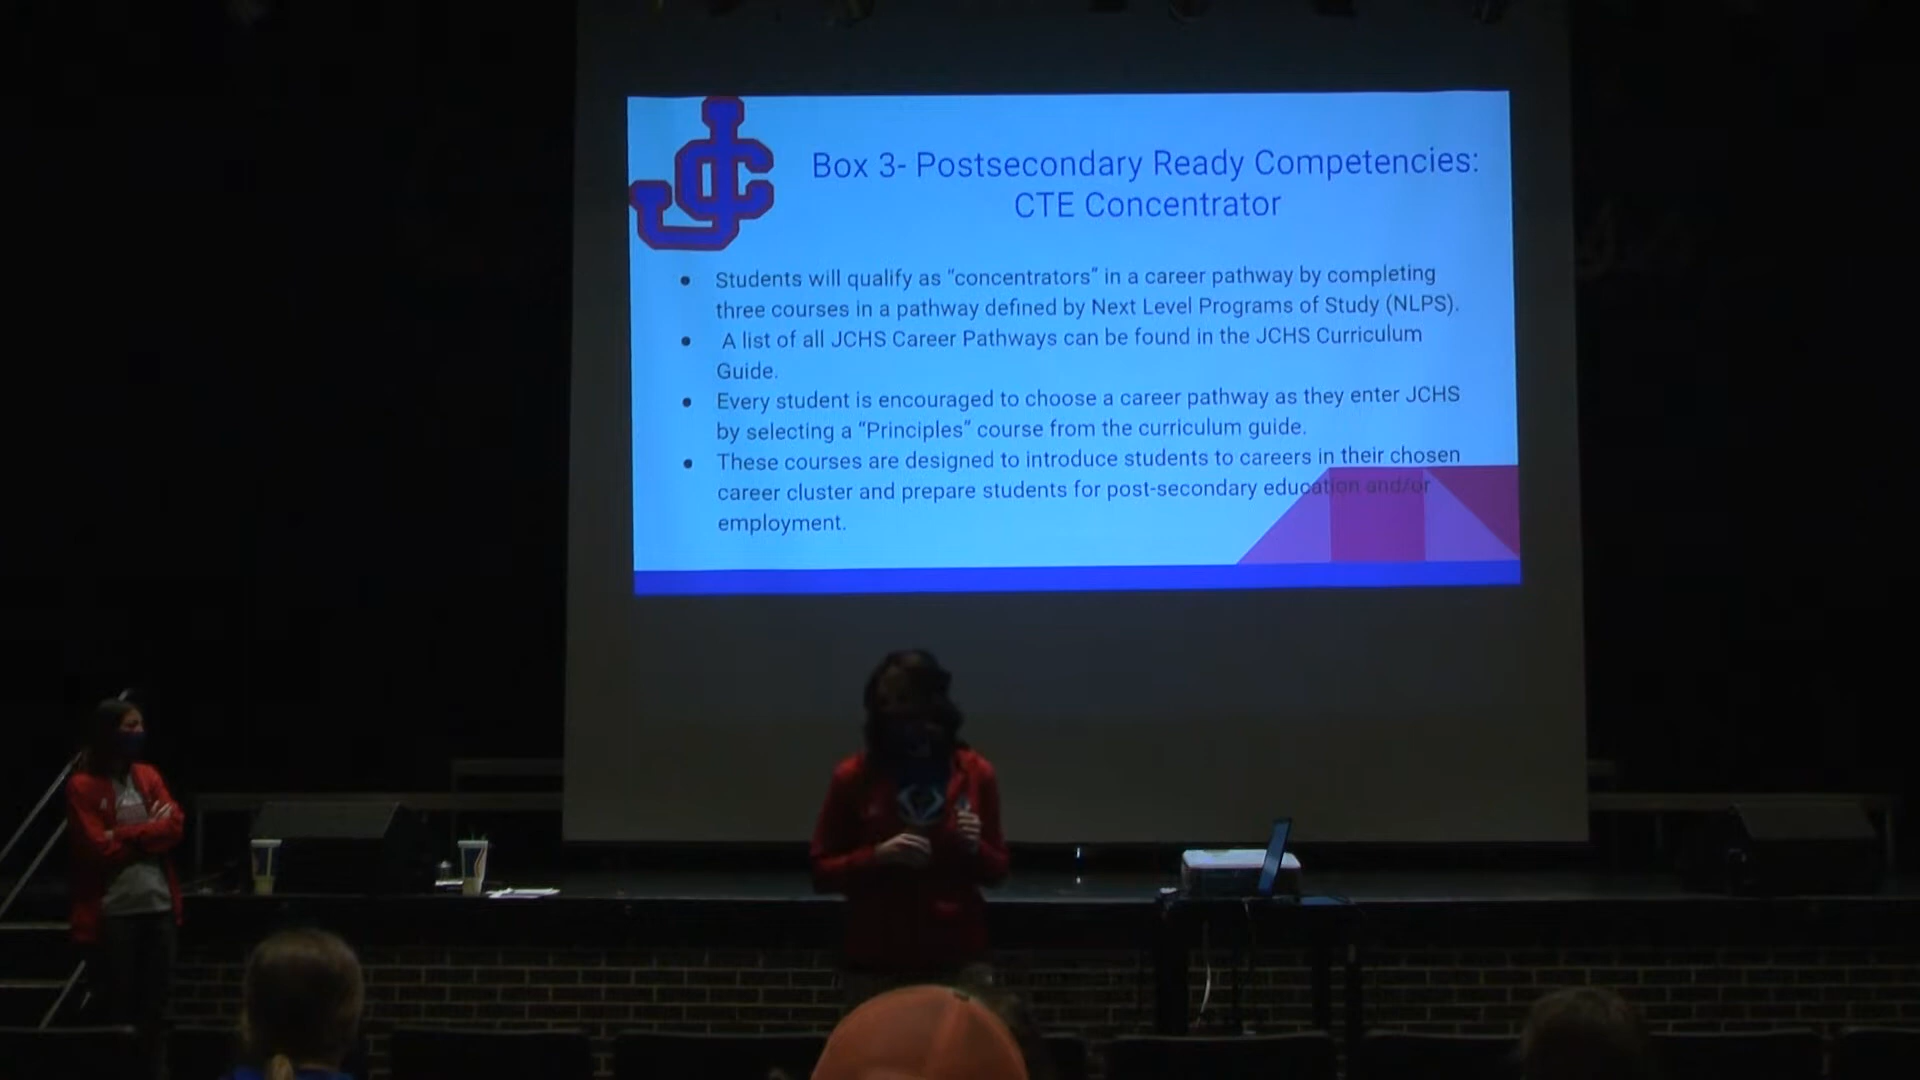 JC
Box 3- Postsecondary Ready Competencies:
CTE Concentrator
● Students will qualify as “concentrators” in a career pathway by completing
three courses in a pathway defined by Next Level Programs of Study (NLPS).
● A list of all JCHS Career Pathways can be found in the JCHS Curriculum
Guide.
● Every student is encouraged to choose a career pathway as they enter JCHS
by selecting a “Principles” course from the curriculum guide.
● These courses are designed to introduce students to careers in their chosen
career cluster and prepare students for post-secondary education and/or
employment.